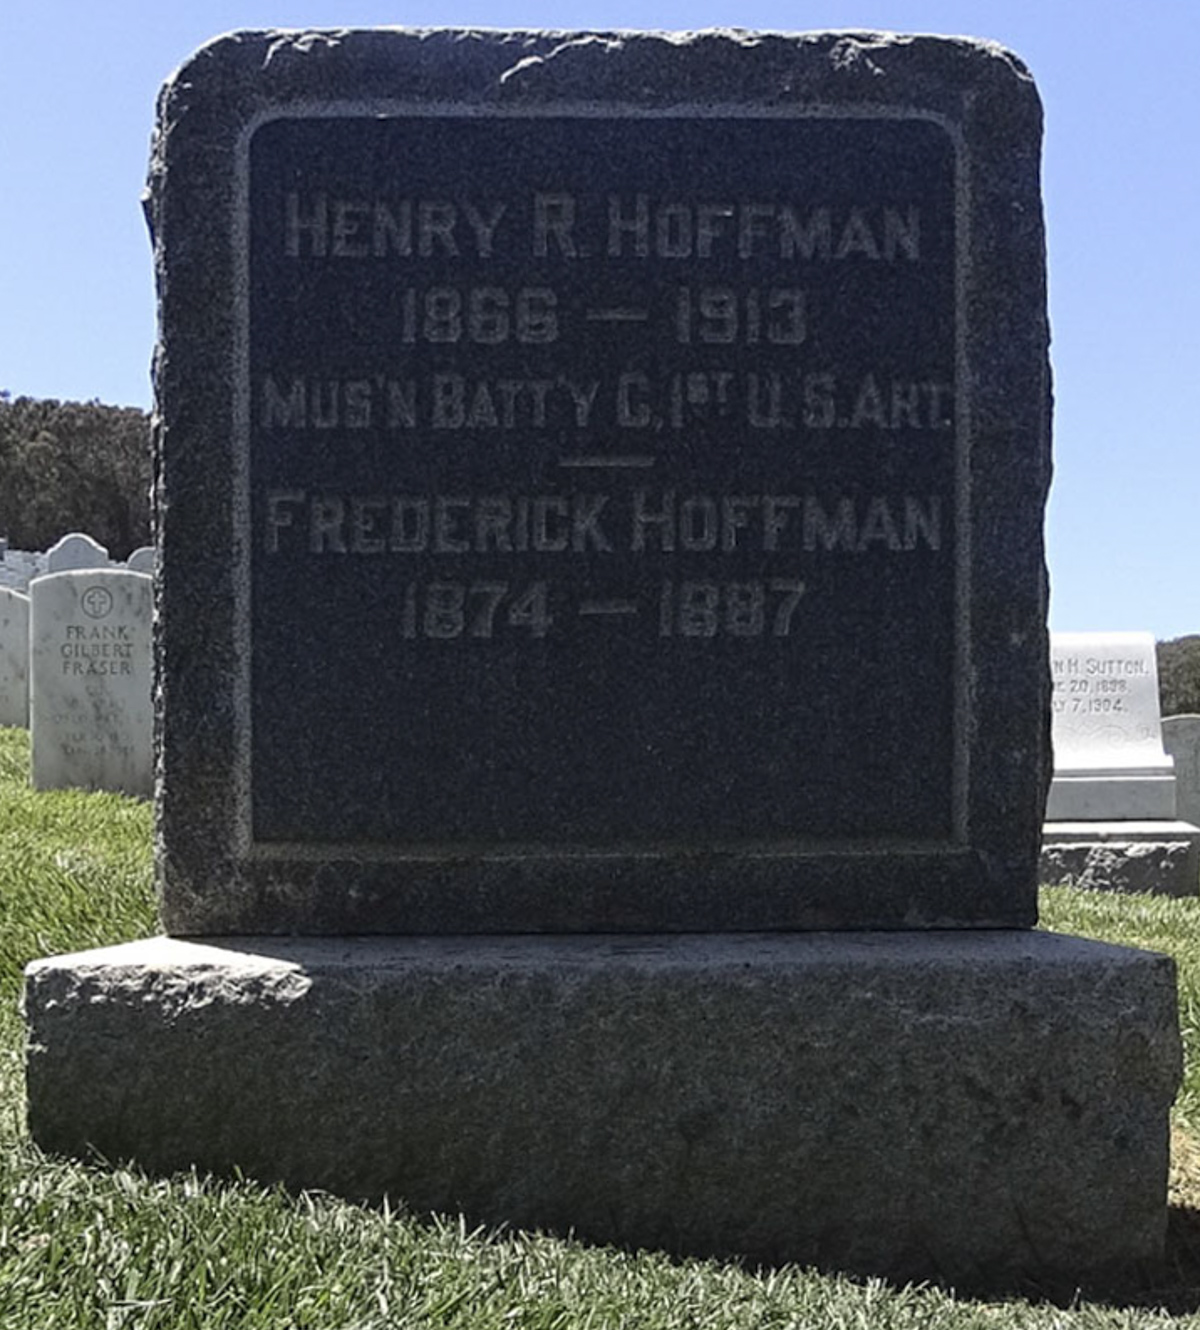 HENRY R. HOFFMAN
1866 — 1913
MUS'N BATT'Y C, 1ST U.S. ART.
FREDERICK HOFFMAN
1874 — 1887
FRANK
GILBERT
FRASER
N H. SUTTON.
20, 1898.
7, 1904.